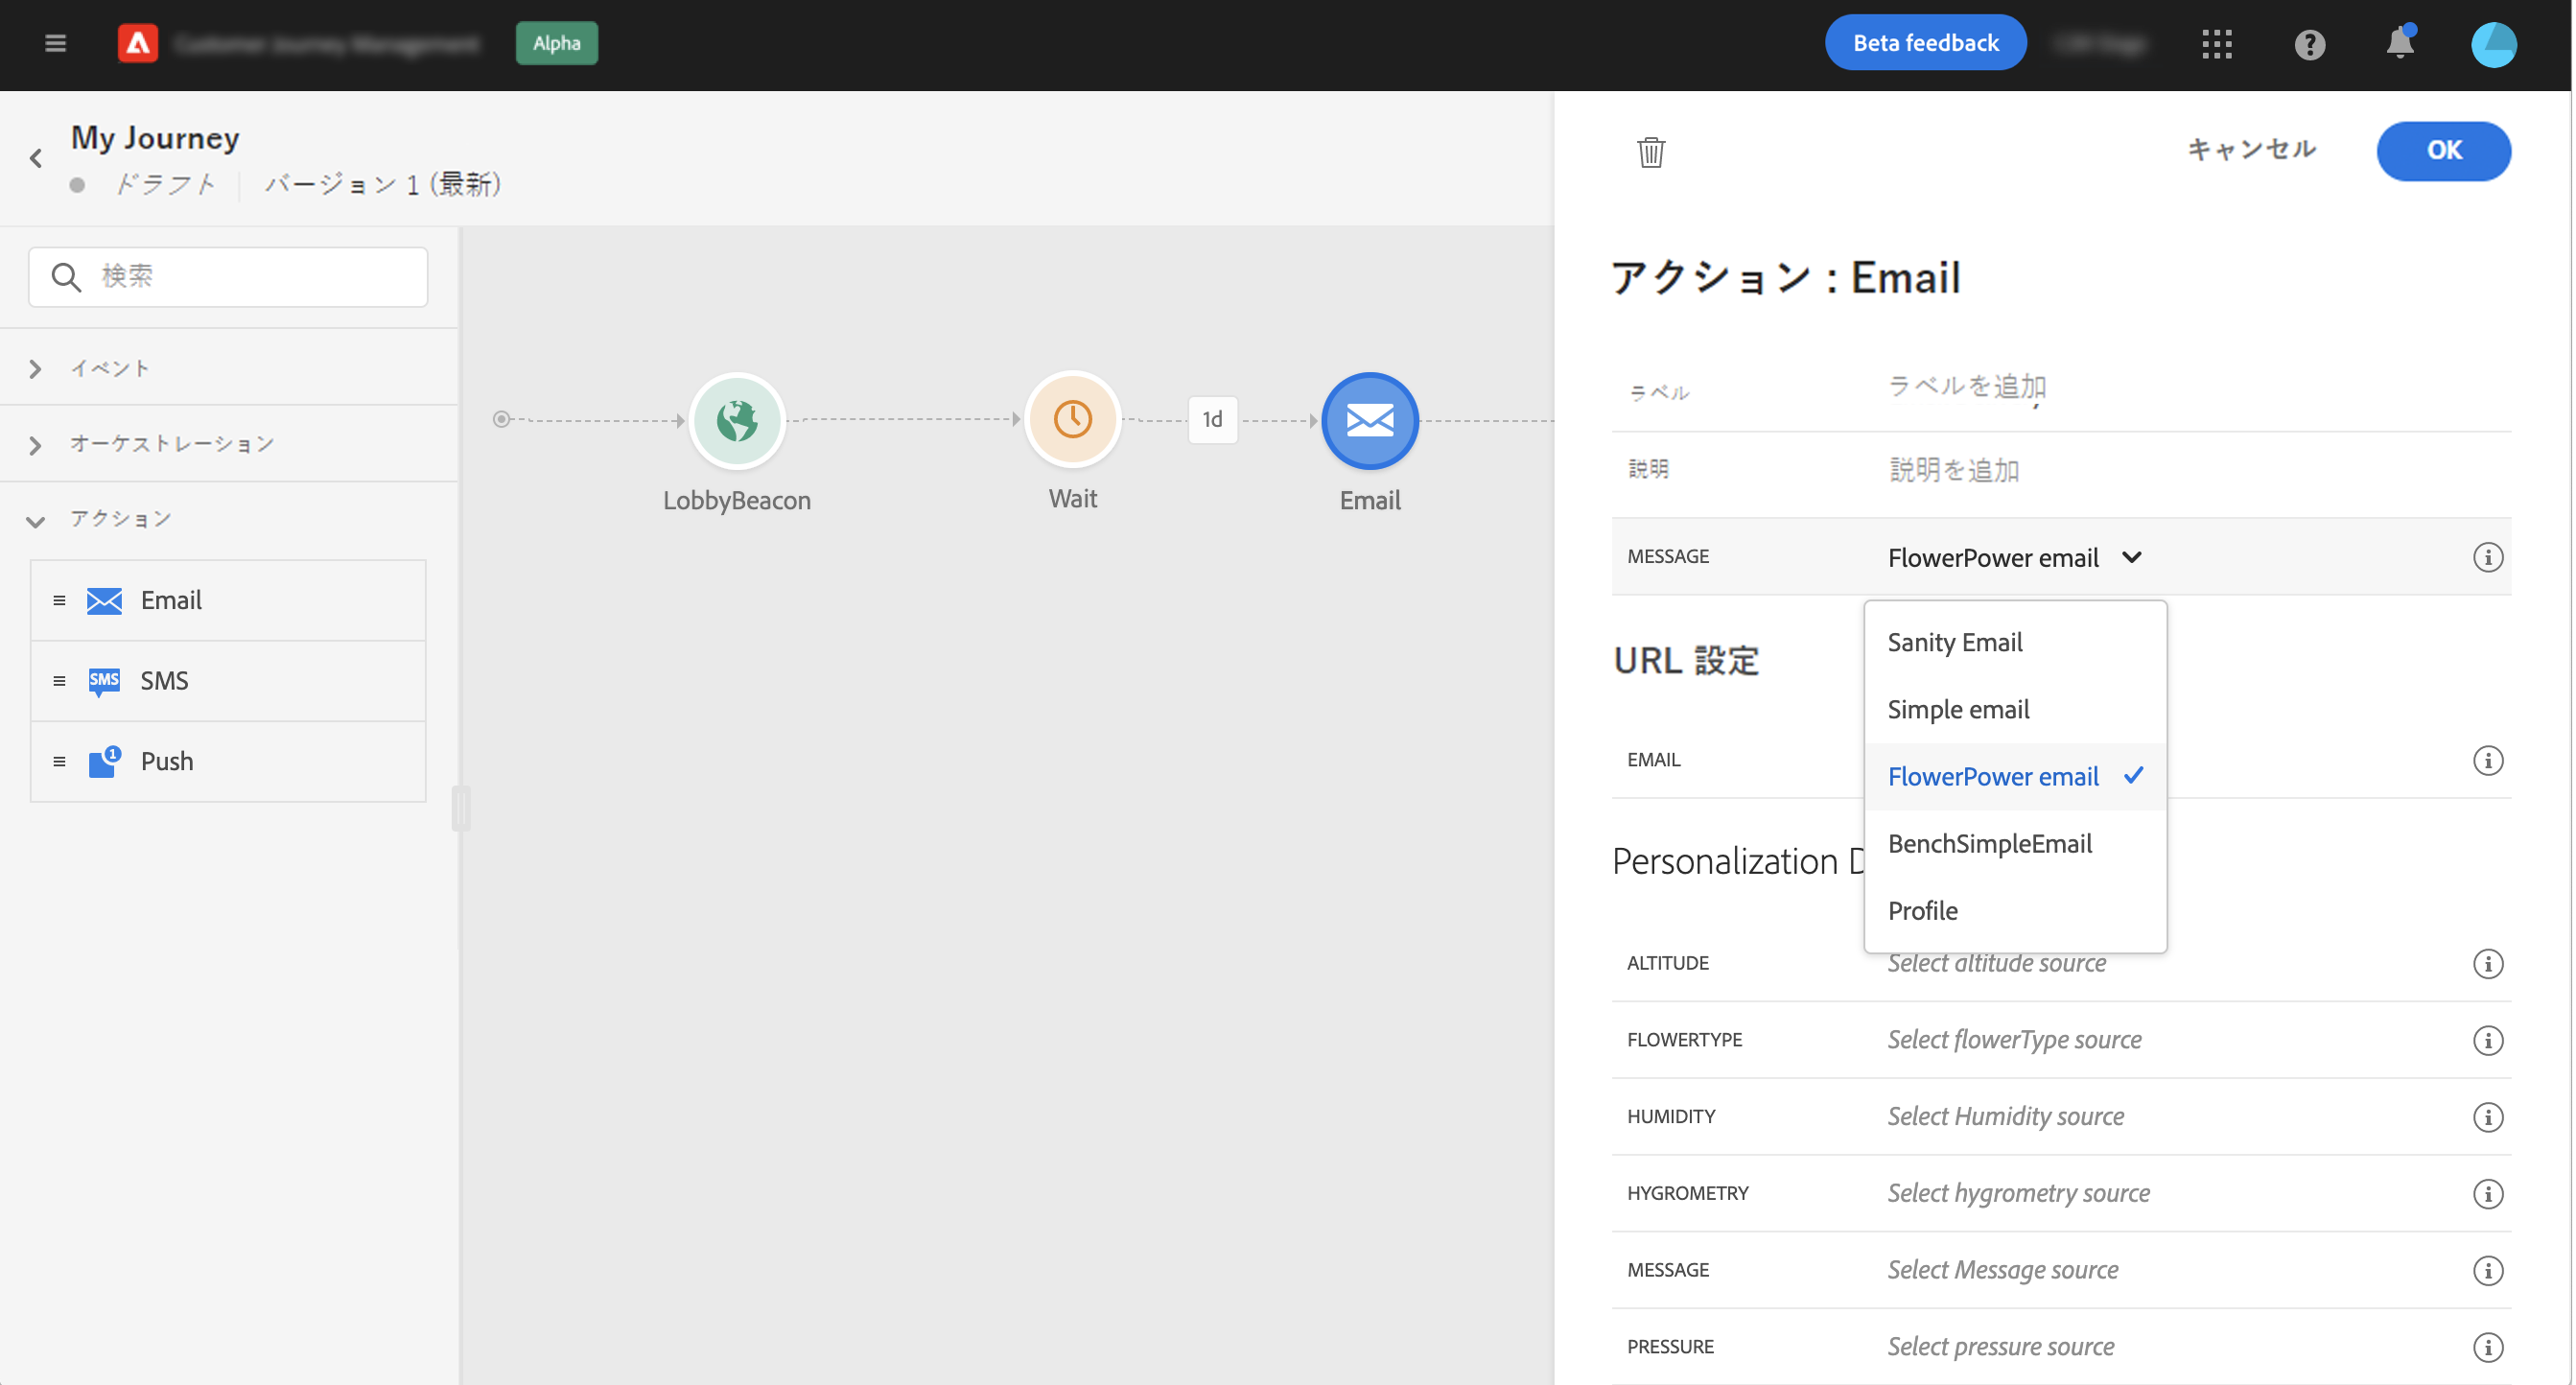 Alpha
Beta feedback
My Journey
ドラフト
バージョン 1 (最新)
検索
イベント
オーケストレーション
アクション
Email
SMS
SMS
1
Push
LobbyBeacon
Wait
1d
Email
キャンセル
OK
アクション : Email
ラベル
ラベルを追加
説明
説明を追加
MESSAGE
FlowerPower email
Sanity Email
Simple email
FlowerPower email
BenchSimpleEmail
Profile
URL 設定
EMAIL
Personalization
ALTITUDE
Select altitude source
FLOWERTYPE
Select flowerType source
HUMIDITY
Select Humidity source
HYGROMETRY
Select hygrometry source
MESSAGE
Select Message source
PRESSURE
Select pressure source